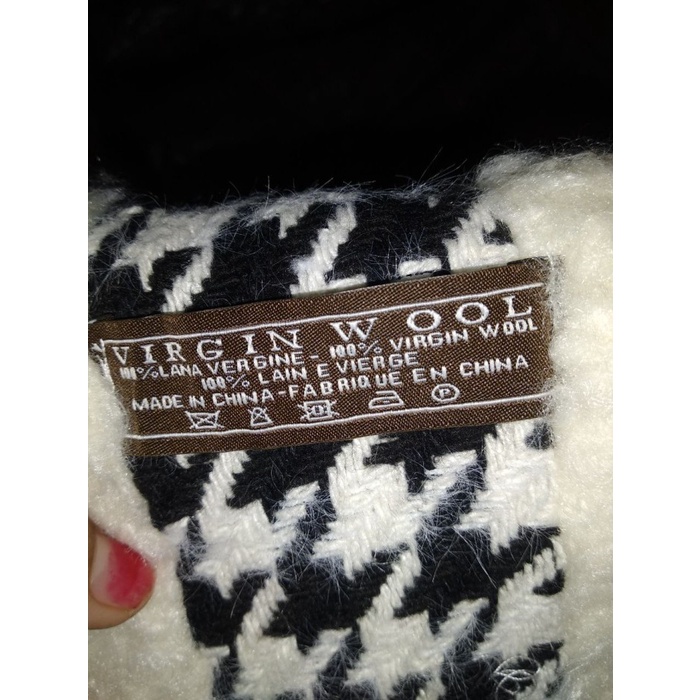 VIRGIN WOOL
100%LANA VERGINE - 100% VIRGIN WOOL
100% LAIN E VIERGE
MADE IN CHINA-FABRIQUE EN CHINA
P